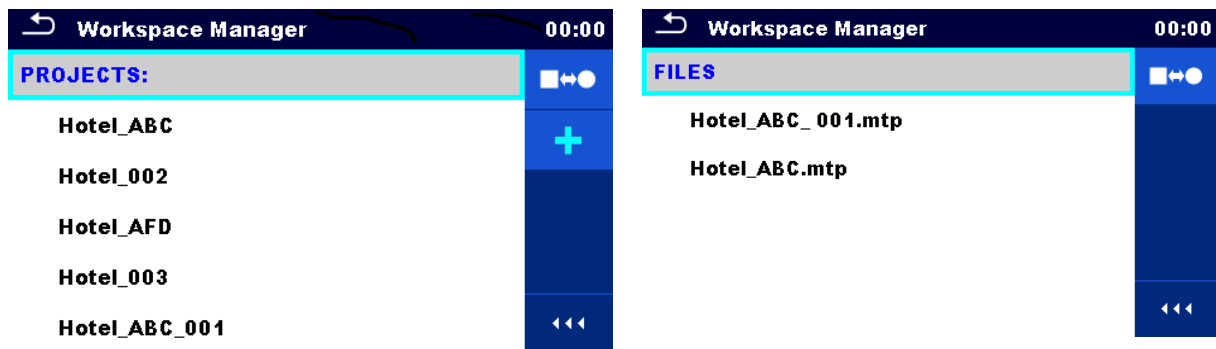 Workspace Manager 00:00
PROJECTS:
Hotel_ABC
Hotel_002
Hotel_AFD
Hotel_003
Hotel_ABC_001
Workspace Manager 00:00
FILES
Hotel_ABC_ 001.mtp
Hotel_ABC.mtp